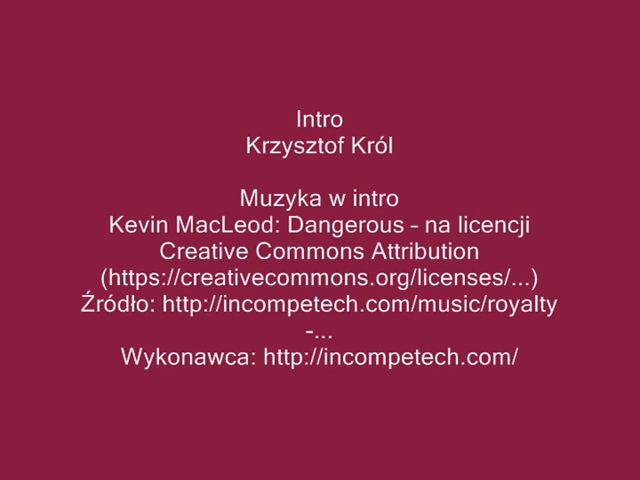 Intro
Krzysztof Król
Muzyka w intro
Kevin MacLeod: Dangerous – na licencji
Creative Commons Attribution
(https://creativecommons.org/licenses/...)
Źródło: http://incompetech.com/music/royalty
-...
Wykonawca: http://incompetech.com/